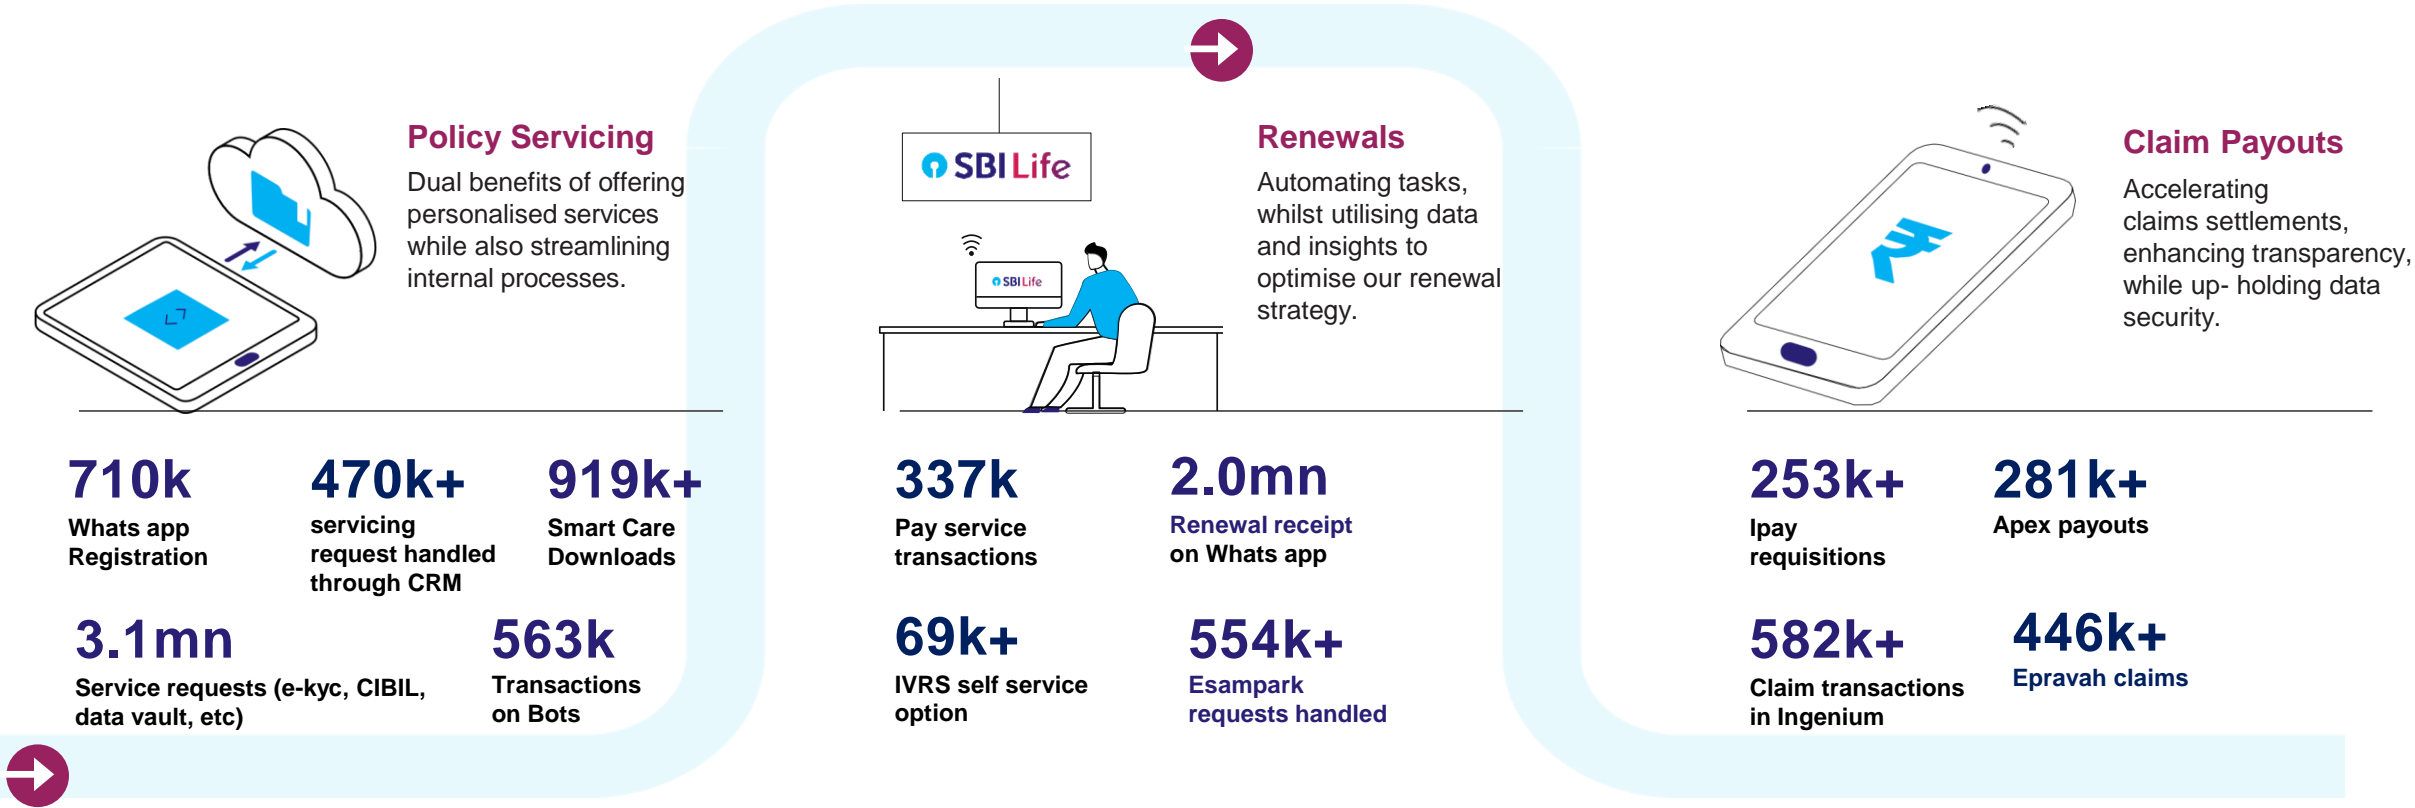 Policy Servicing
Dual benefits of offering
personalised services
while also streamlining
internal processes.
710k
Whats app
Registration
470k+
servicing
request handled
through CRM
919k+
Smart Care
Downloads
3.1mn
Service requests (e-kyc, CIBIL,
data vault, etc)
563k
Transactions
on Bots
SBI Life
SBI Life
Renewals
Automating tasks,
whilst utilising data
and insights to
optimise our renewal
strategy.
337k
Pay service
transactions
2.0mn
Renewal receipt
on Whats app
69k+
IVRS self service
option
554k+
Esampark
requests handled
₹
Claim Payouts
Accelerating
claims settlements,
enhancing transparency,
while up- holding data
security.
253k+
Ipay
requisitions
281k+
Apex payouts
582k+
Claim transactions
in Ingenium
446k+
Epravah claims